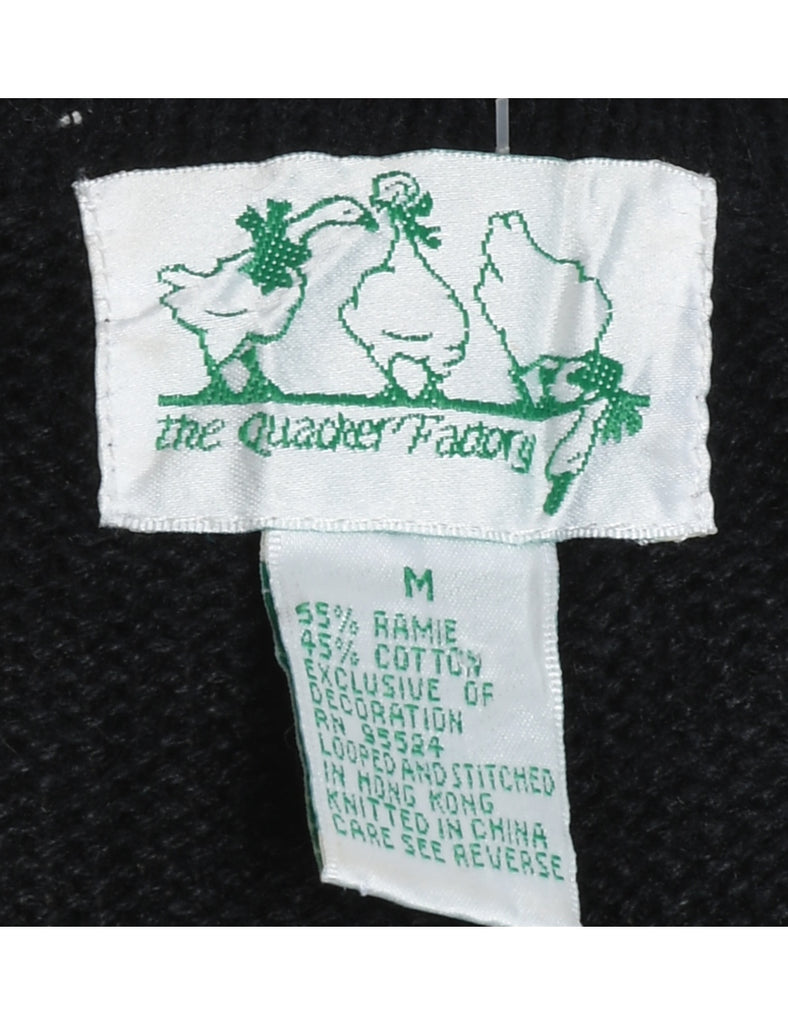 the Quacker Factory
M
55% RAMIE
45% COTTON
EXCLUSIVE OF
DECORATION
RN 95524
LOOPED AND STITCHED
IN HONG KONG
KNITTED IN CHINA
CARE SEE REVERSE